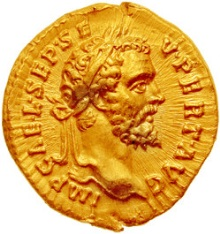 IMP CAE L SEP SEV PERT AVG